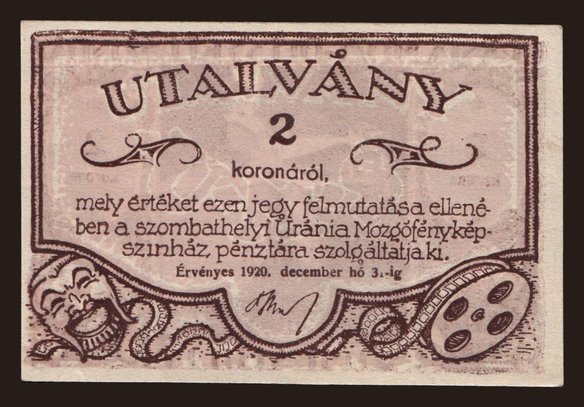 UTALVÁNY
2
koronáról,
mely értéket ezen jegy felmutatása ellené-
ben a szombathelyi Uránia Mozgófénykép-
szinház, pénztára szolgáltatja ki.
Érvényes 1920. december hó 3.-ig